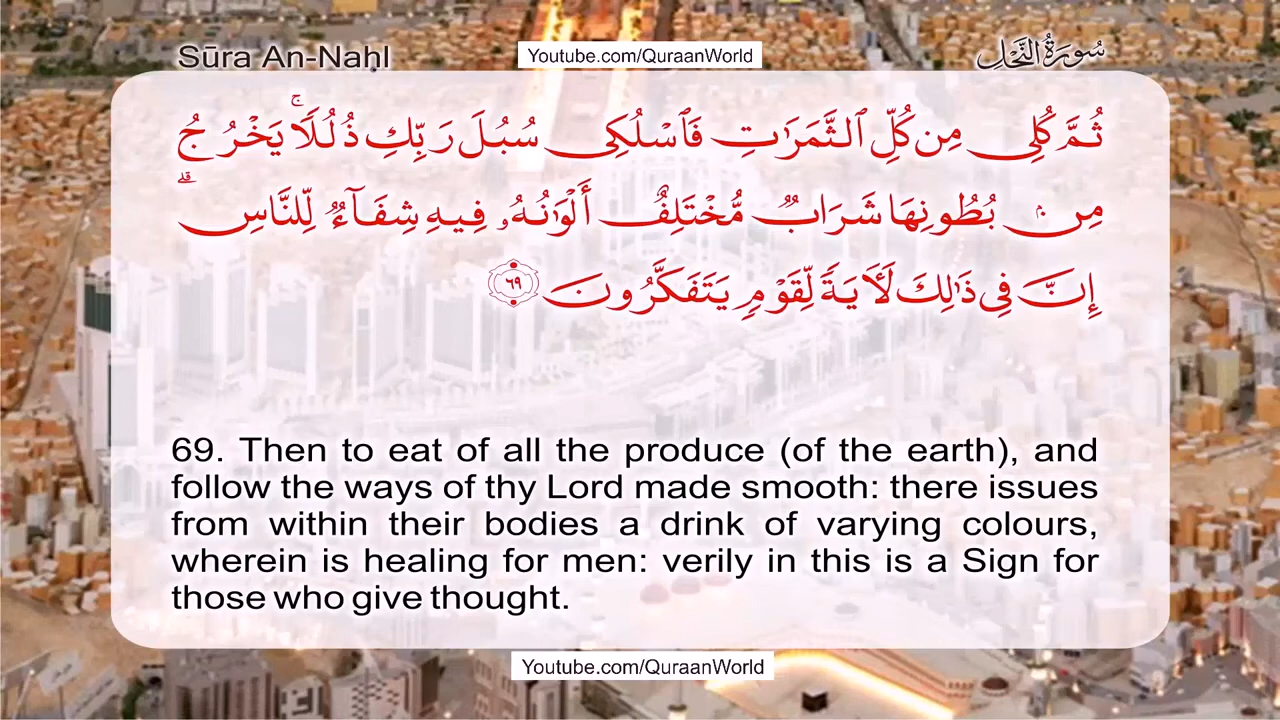 Sūra An-Naḥl
Youtube.com/QuraanWorld
سُورَةُ النَّحْلِ
ثُمَّ كُلِى مِن كُلِّ ٱلثَّمَرَٰتِ فَٱسْلُكِى سُبُلَ رَبِّكِ ذُلُلًا ۚ يَخْرُجُ
مِنۢ بُطُونِهَا شَرَابٌ مُّخْتَلِفٌ أَلْوَٰنُهُۥ فِيهِ شِفَآءٌ لِّلنَّاسِ ۗ
إِنَّ فِى ذَٰلِكَ لَـَٔايَةً لِّقَوْمٍ يَتَفَكَّرُونَ ٦٩
69. Then to eat of all the produce (of the earth), and
follow the ways of thy Lord made smooth: there issues
from within their bodies a drink of varying colours,
wherein is healing for men: verily in this is a Sign for
those who give thought.
Youtube.com/QuraanWorld